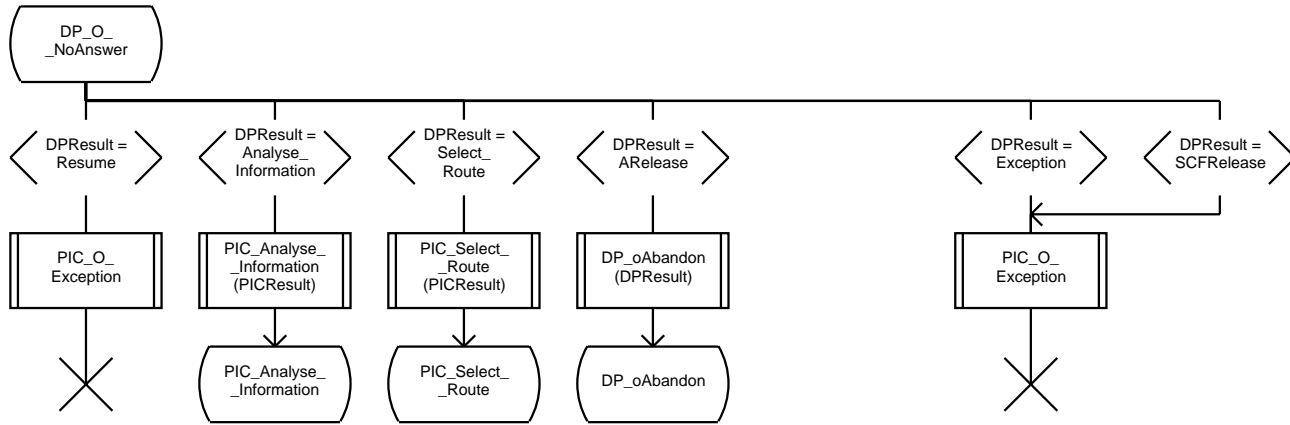 DP_O_
_NoAnswer
DPResult =
Resume
DPResult =
Analyse_
Information
DPResult =
Select_
Route
DPResult =
ARelease
DPResult =
Exception
DPResult =
SCFRelease
PIC_O_
Exception
PIC_Analyse_
_Information
(PICResult)
PIC_Select_
_Route
(PICResult)
DP_oAbandon
(DPResult)
PIC_O_
Exception
PIC_Analyse_
_Information
PIC_Select_
_Route
DP_oAbandon